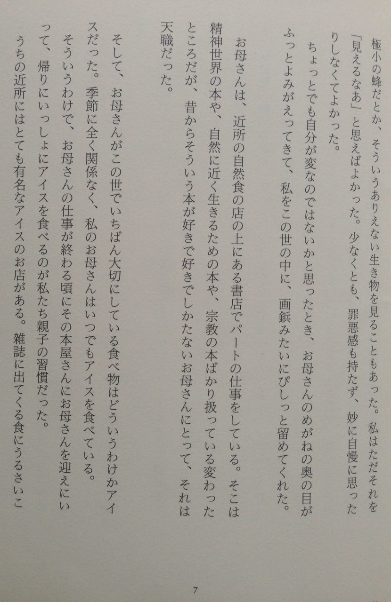 極小の蜂だとか、そういうありえない生き物を見ることもあった。私はただそれを
「見えるなあ」と思えばよかった。少なくとも、罪悪感も持たず、妙に自慢に思った
りしなくてよかった。
ちょっとでも自分が変なのではないかと思ったとき、お母さんのめがねの奥の目が
ふっとよみがえってきて、私をこの世の中に、画鋲みたいにぴしっと留めてくれた。
お母さんは、近所の自然食の店の上にある書店でパートの仕事をしている。そこは
精神世界の本や、自然に近く生きるための本や、宗教の本ばかり扱っている変わった
ところだが、昔からそういう本が好きで好きでしかたないお母さんにとって、それは
天職だった。
そして、お母さんがこの世でいちばん大切にしている食べ物はどういうわけかアイ
スだった。季節に全く関係なく、私のお母さんはいつでもアイスを食べている。
そういうわけで、お母さんの仕事が終わる頃にその本屋さんにお母さんを迎えにい
って、帰りにいっしょにアイスを食べるのが私たち親子の習慣だった。
うちの近所にはとても有名なアイスのお店がある。雑誌に出てくる食にうるさいこ
7